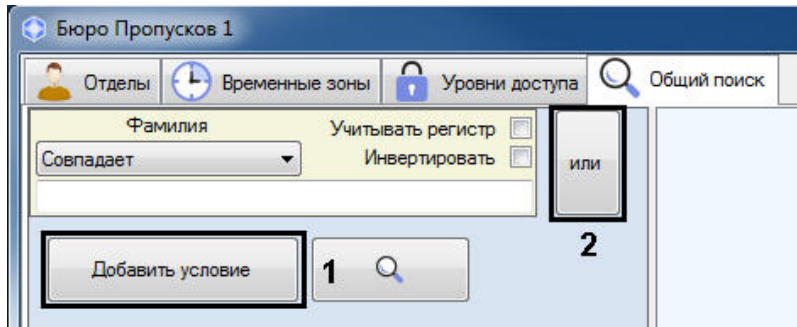 Бюро Пропусков 1
Отделы Временные зоны Уровни доступа Общий поиск
Фамилия Учитывать регистр
Совпадает Инвертировать
или
2
Добавить условие 1